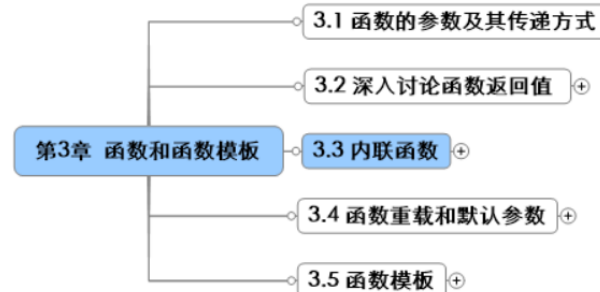 3.1 函数的参数及其传递方式
3.2 深入讨论函数返回值
第3章 函数和函数模板
3.3 内联函数
3.4 函数重载和默认参数
3.5 函数模板